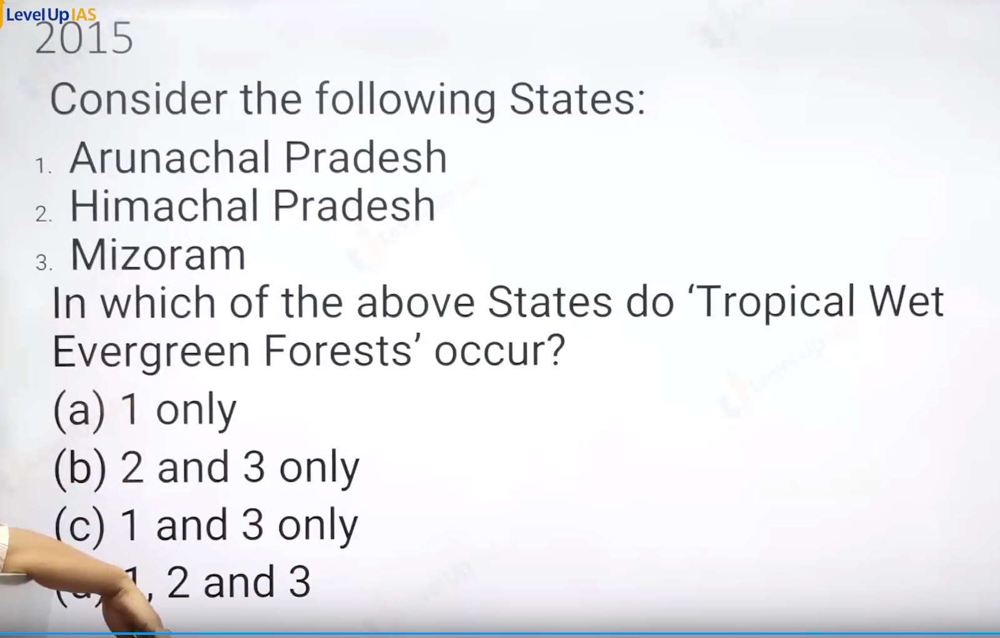 LevelUp IAS
2015
Consider the following States:
1. Arunachal Pradesh
2. Himachal Pradesh
3. Mizoram
In which of the above States do ‘Tropical Wet
Evergreen Forests’ occur?
(a) 1 only
(b) 2 and 3 only
(c) 1 and 3 only
1, 2 and 3